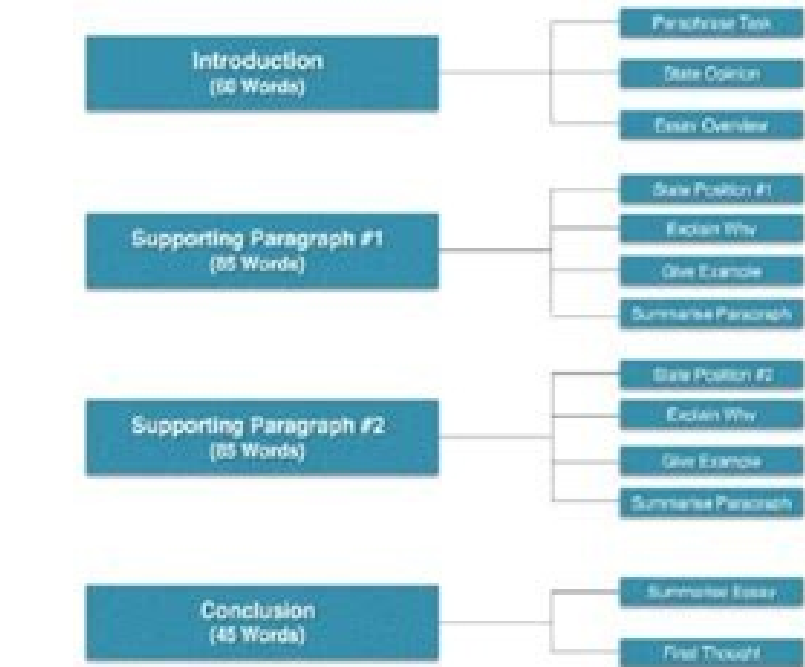 Introduction
(60 Words)
Paraphrase Task
State Opinion
Essay Overview
Supporting Paragraph #1
(85 Words)
State Position #1
Explain Why
Give Example
Summarise Paragraph
Supporting Paragraph #2
(85 Words)
State Position #2
Explain Why
Give Example
Summarise Paragraph
Conclusion
(45 Words)
Summarise Essay
Final Thought